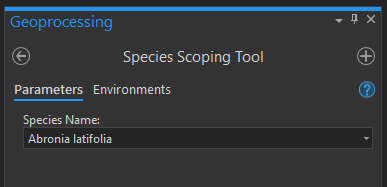 Geoprocessing
Species Scoping Tool
Parameters Environments
Species Name:
Abronia latifolia